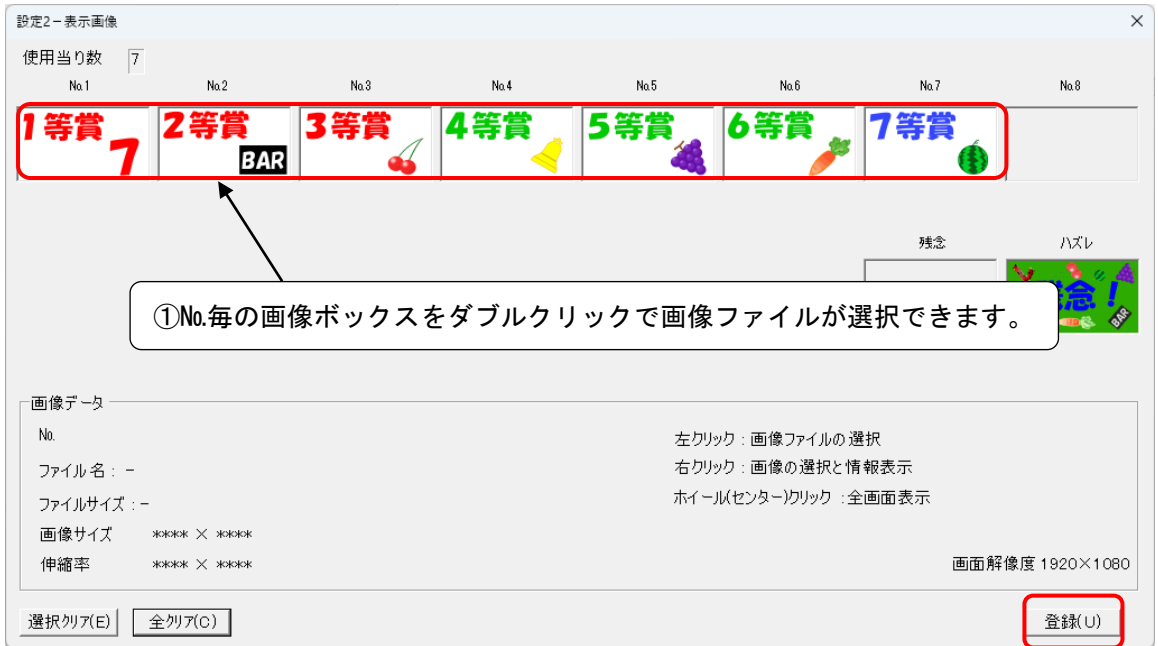 設定2－表示画像
使用当り数 7
No.1 No.2 No.3 No.4 No.5 No.6 No.7 No.8
1等賞 2等賞 3等賞 4等賞 5等賞 6等賞 7等賞
7 BAR
残念 ハズレ
念！
BAR
①№毎の画像ボックスをダブルクリックで画像ファイルが選択できます。
画像データ
No.
左クリック：画像ファイルの選択
ファイル名： －
右クリック：画像の選択と情報表示
ファイルサイズ：－
ホイール(センター)クリック ：全画面表示
画像サイズ **** × ****
伸縮率 **** × ****
画面解像度 1920×1080
選択クリア(E) 全クリア(C) 登録(U)